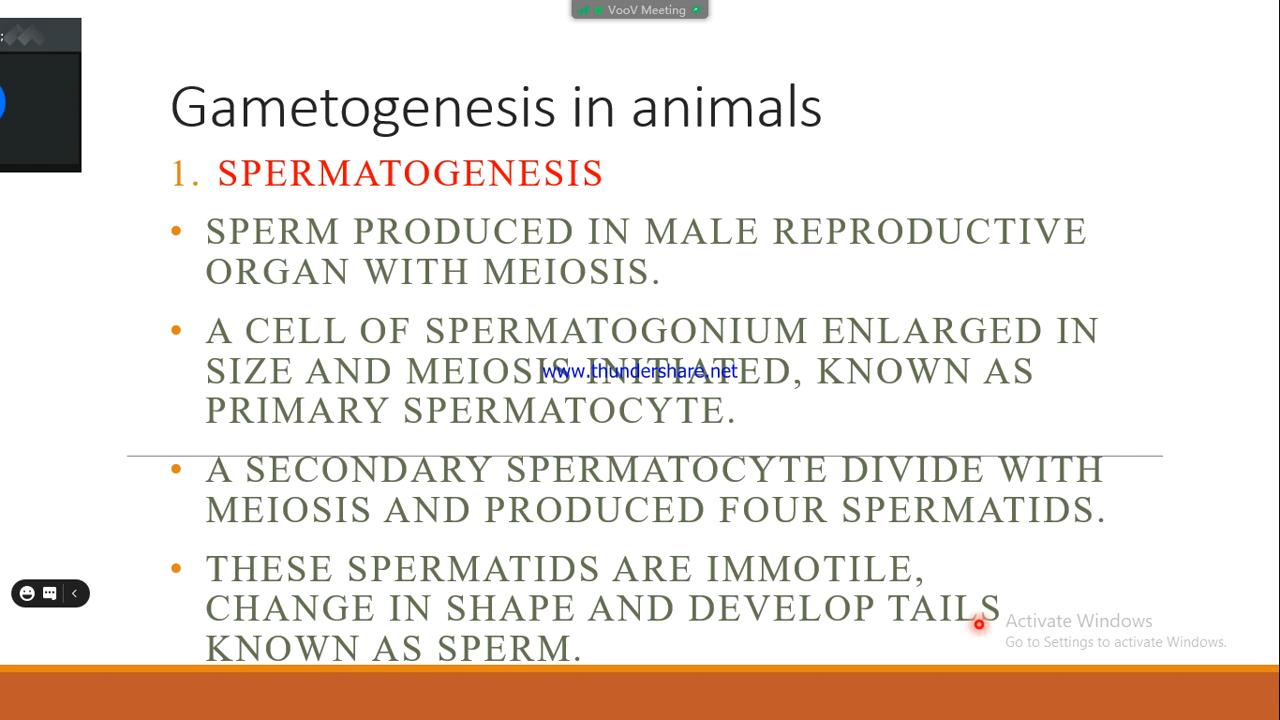 VooV Meeting
Gametogenesis in animals
1. SPERMATOGENESIS
• SPERM PRODUCED IN MALE REPRODUCTIVE
ORGAN WITH MEIOSIS.
• A CELL OF SPERMATOGONIUM ENLARGED IN
SIZE AND MEIOSIS INITIATED, KNOWN AS
www.thundershare.net
PRIMARY SPERMATOCYTE.
• A SECONDARY SPERMATOCYTE DIVIDE WITH
MEIOSIS AND PRODUCED FOUR SPERMATIDS.
• THESE SPERMATIDS ARE IMMOTILE,
CHANGE IN SHAPE AND DEVELOP TAILS
KNOWN AS SPERM.
Activate Windows
Go to Settings to activate Windows.